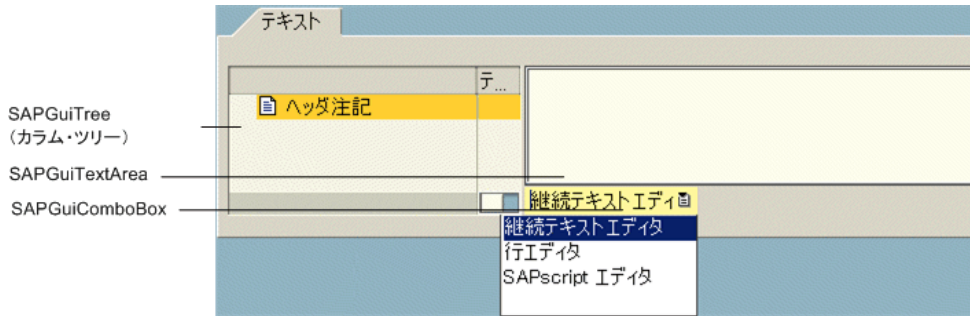 テキスト
テ...
ヘッダ注記
SAPGuiTree
(カラム・ツリー)
SAPGuiTextArea
SAPGuiComboBox
継続テキストエディ
継続テキストエディタ
行エディタ
SAPscript エディタ